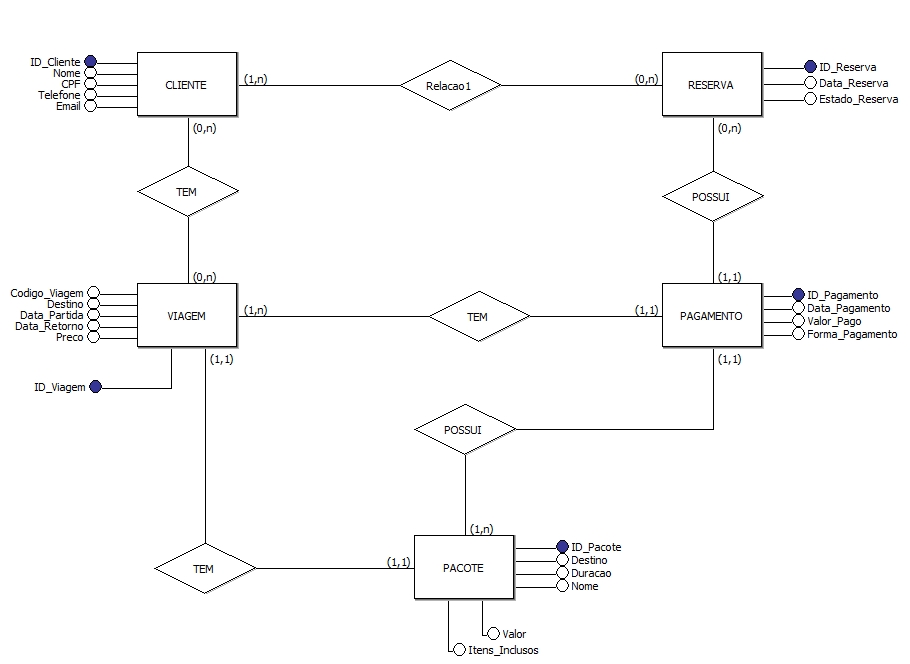 ID_Cliente
Nome
CPF
Telefone
Email
CLIENTE
(1,n)
Relacao1
(0,n)
RESERVA
ID_Reserva
Data_Reserva
Estado_Reserva
(0,n)
(0,n)
TEM
POSSUI
(0,n)
(1,1)
Codigo_Viagem
Destino
Data_Partida
Data_Retorno
Preco
VIAGEM
(1,n)
TEM
(1,1)
PAGAMENTO
ID_Pagamento
Data_Pagamento
Valor_Pago
Forma_Pagamento
(1,1)
(1,1)
ID_Viagem
POSSUI
(1,n)
TEM
(1,1)
PACOTE
ID_Pacote
Destino
Duracao
Nome
Valor
Itens_Inclusos